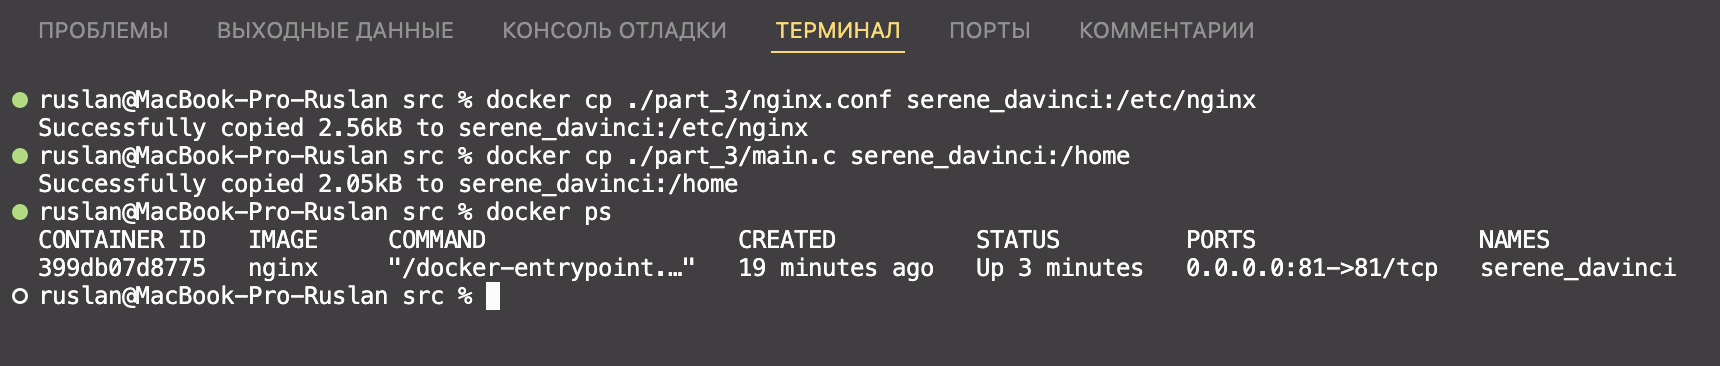 ПРОБЛЕМЫ ВЫХОДНЫЕ ДАННЫЕ КОНСОЛЬ ОТЛАДКИ ТЕРМИНАЛ ПОРТЫ КОММЕНТАРИИ
ruslan@MacBook-Pro-Ruslan src % docker cp ./part_3/nginx.conf serene_davinci:/etc/nginx
Successfully copied 2.56kB to serene_davinci:/etc/nginx
ruslan@MacBook-Pro-Ruslan src % docker cp ./part_3/main.c serene_davinci:/home
Successfully copied 2.05kB to serene_davinci:/home
ruslan@MacBook-Pro-Ruslan src % docker ps
CONTAINER ID   IMAGE     COMMAND                  CREATED          STATUS         PORTS                NAMES
399db07d8775   nginx     "/docker-entrypoint.…"   19 minutes ago   Up 3 minutes   0.0.0.0:81->81/tcp   serene_davinci
ruslan@MacBook-Pro-Ruslan src %